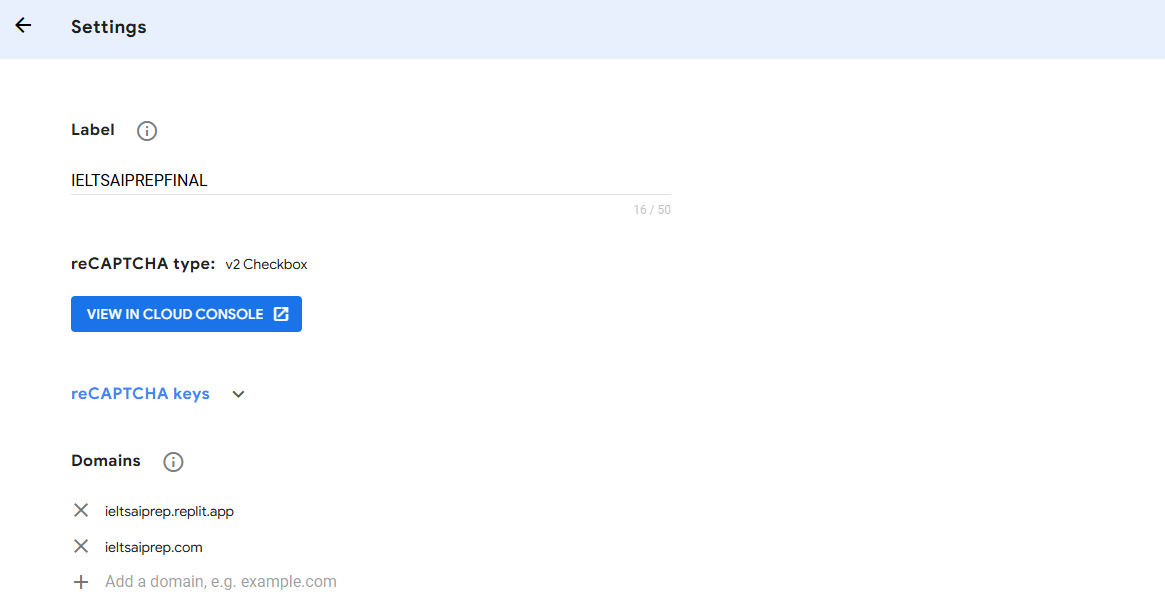 Settings
Label
IELTSAIPREPFINAL
16 / 50
reCAPTCHA type: v2 Checkbox
VIEW IN CLOUD CONSOLE
reCAPTCHA keys
Domains
ieltsaiprep.replit.app
ieltsaiprep.com
Add a domain, e.g. example.com